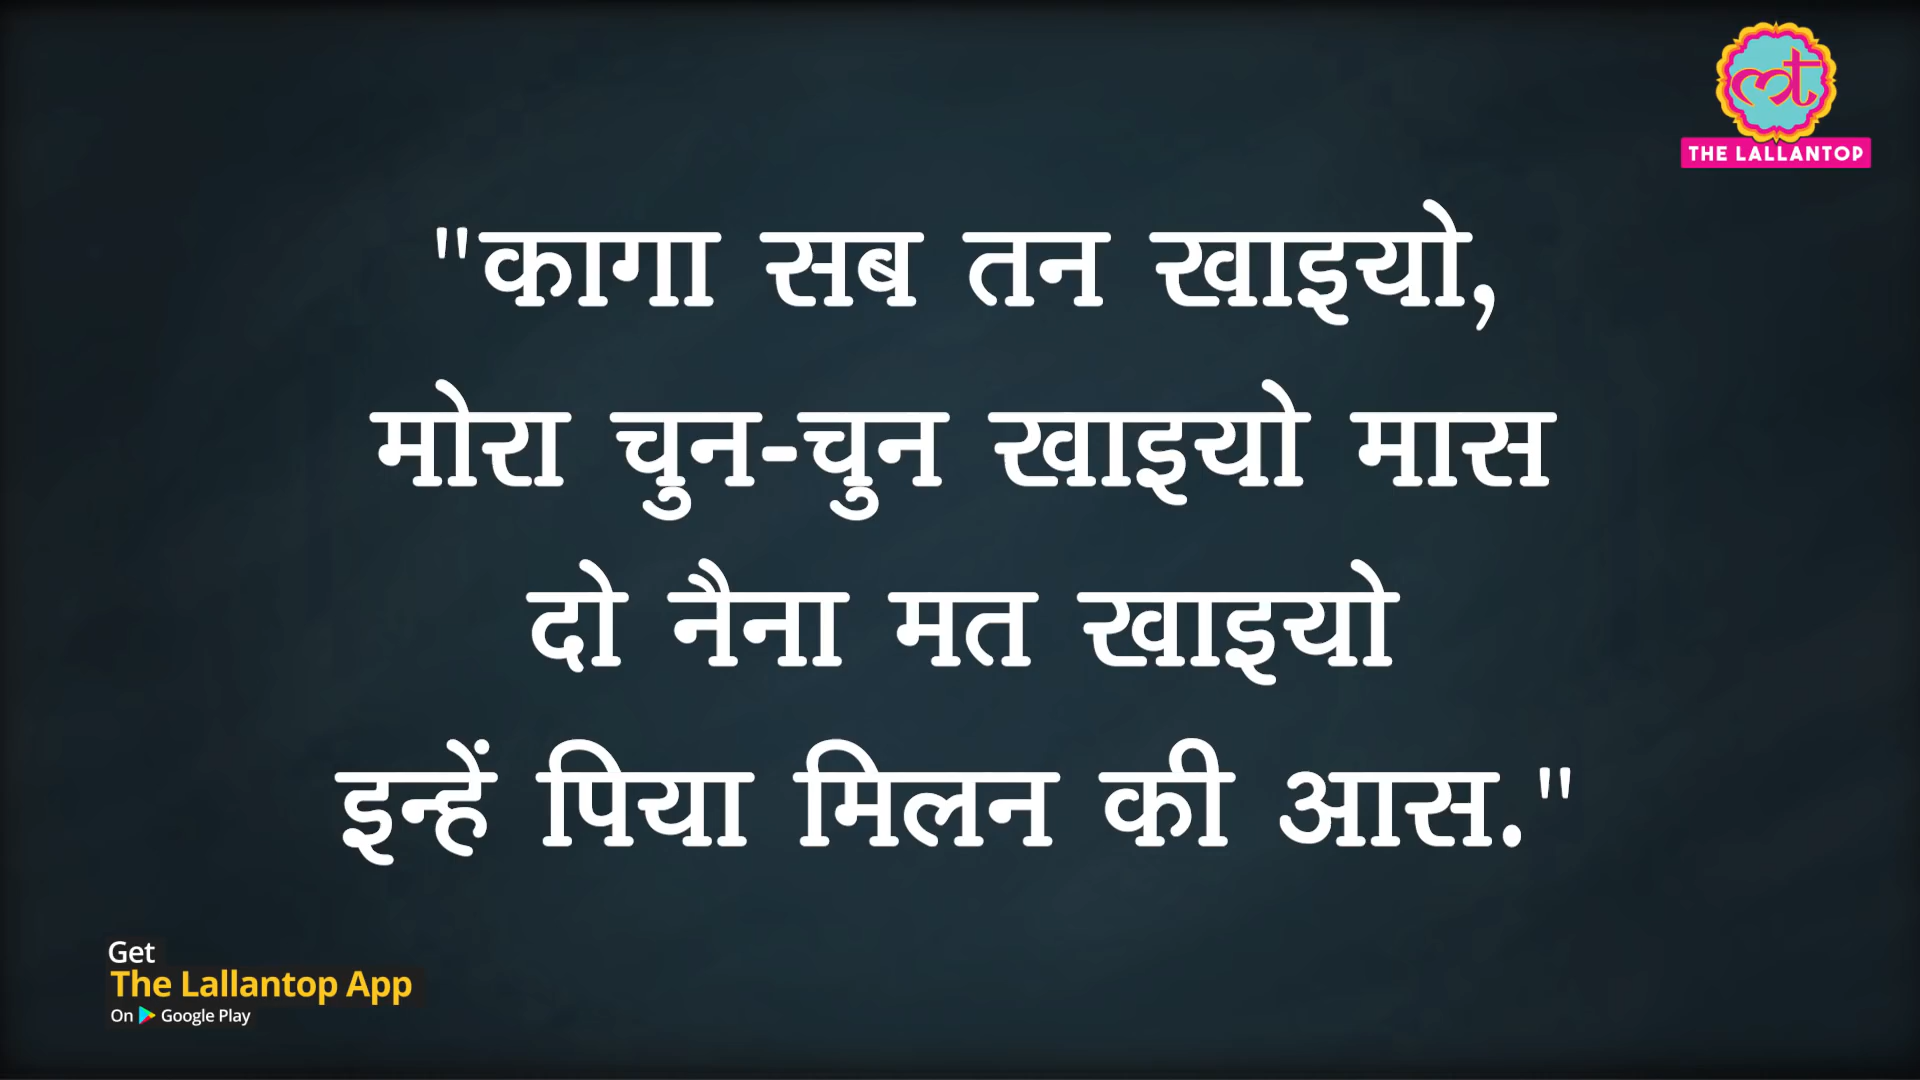 THE LALLANTOP
"कागा सब तन खाइयो,
मोरा चुन-चुन खाइयो मास
दो नैना मत खाइयो
इन्हें पिया मिलन की आस."
Get
The Lallantop App
On Google Play